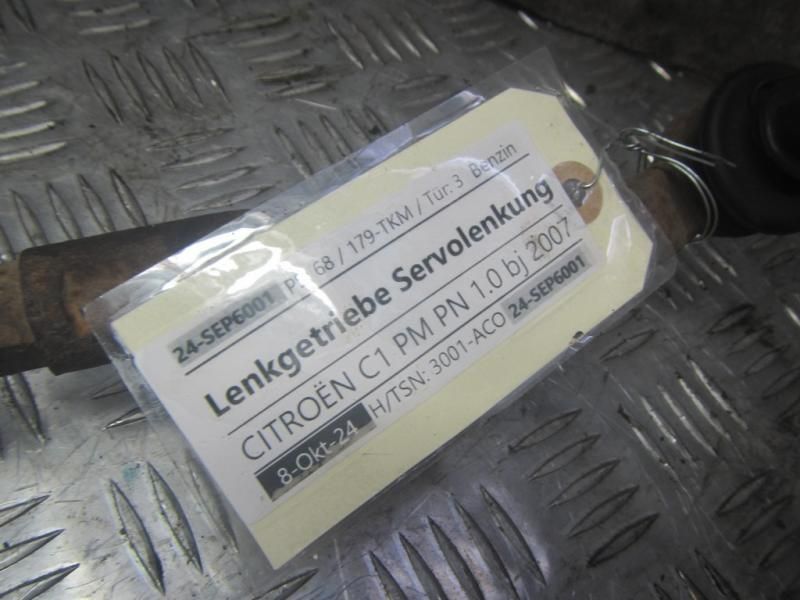 24-SEP6001 PS: 68 / 179-TKM / Tür: 3 Benzin
Lenkgetriebe Servolenkung
CITROËN C1 PM PN 1.0 bj 2007
8-Okt-24 H/TSN: 3001-ACO 24-SEP6001